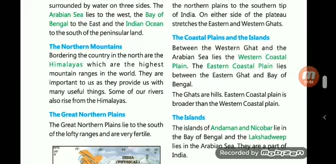 surrounded by water on three sides. The
Arabian Sea lies to the west, the Bay of
Bengal to the East and the Indian Ocean to
the south of the peninsular land.
The Northern Mountains
Bordering the country in the north are the
Himalayas which are the highest
mountain ranges in the world. They are
important to us as they provide us with
many useful things. Some of our rivers
also rise from the Himalayas.
The Great Northern Plains
The Great Northern Plains lie to the south
of the lofty ranges and are very fertile.
INDIA
the northern plains to the southern tip of
India. On either side of the plateau
stretches the Eastern and Western Ghats.
The Coastal Plains and the Islands
Between the Western Ghat and the
Arabian Sea lies the Western Coastal
Plain. The Eastern Coastal Plain lies
between the Eastern Ghat and Bay of
Bengal.
The Ghats are hills. Eastern Coastal Plain is
broader than the Western Coastal Plain.
The Islands
The islands of Andaman and Nicobar lie
in the Bay of Bengal and the Lakshadweep
lies in the Arabian Sea. They are a part of
India.
Screen Recorded by